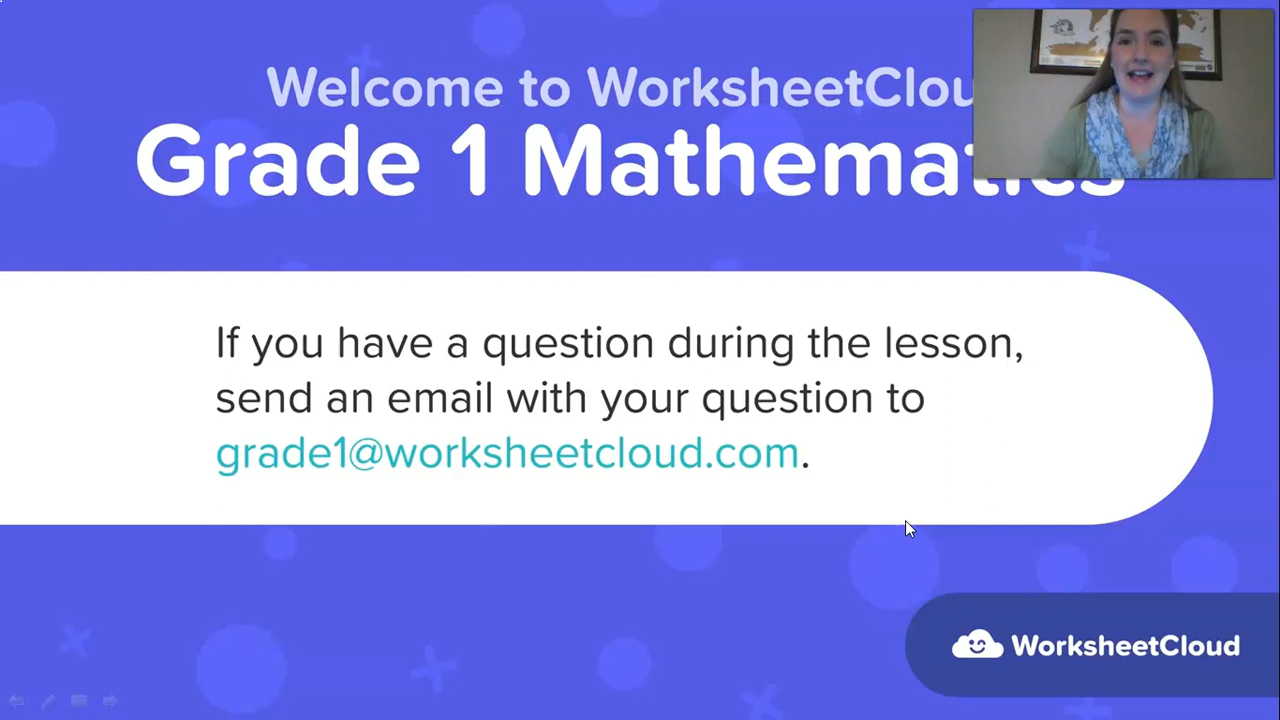 Welcome to WorksheetClou
Grade 1 Mathematics
If you have a question during the lesson,
send an email with your question to
grade1@worksheetcloud.com.
WorksheetCloud